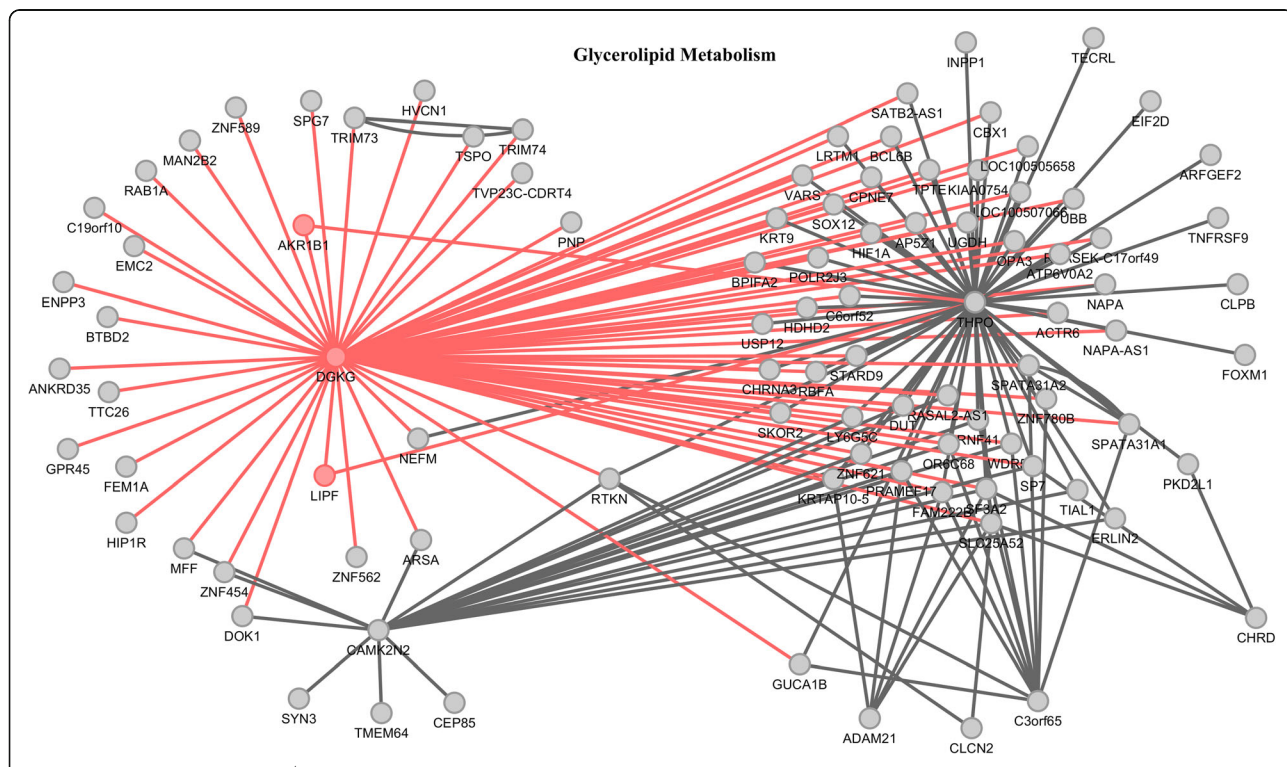 Glycerolipid Metabolism
INPP1
TECRL
HVCN1
SPG7
ZNF589
TRIM73
SATB2-AS1
EIF2D
CBX1
TSPO
TRIM74
MAN2B2
LRTM1
BCL6B
LOC100505658
ARFGEF2
RAB1A
TVP23C-CDRT4
VARS
CPNE7
TPTE
KIAA0754
C19orf10
LOC100507066
UBB
AKR1B1
PNP
KRT9
SOX12
TNFRSF9
EMC2
HIF1A
AP5Z1
UGDH
OPA3
SEK-C17orf49
BPIFA2
POLR2J3
ATP6V0A2
ENPP3
NAPA
CLPB
BTBD2
HDHD2
C6orf52
THPO
ACTR6
USP12
NAPA-AS1
DGKG
FOXM1
ANKRD35
CHRNA3
RBFA
STARD9
SPATA31A2
TTC26
RASAL2-AS1
ZNF780B
SKOR2
LY6G5C
DUT
RNF41
SPATA31A1
GPR45
NEFM
OR6C68
FEM1A
LIPF
RTKN
ZNF621
SP7
PKD2L1
KRTAP10-5
PRAMEF17
SF3A2
TIAL1
HIP1R
FAM222B
ERLIN2
MFF
ARSA
ZNF562
SLC25A52
ZNF454
DOK1
CAMK2N2
CHRD
GUCA1B
SYN3
TMEM64
CEP85
C3orf65
ADAM21
CLCN2